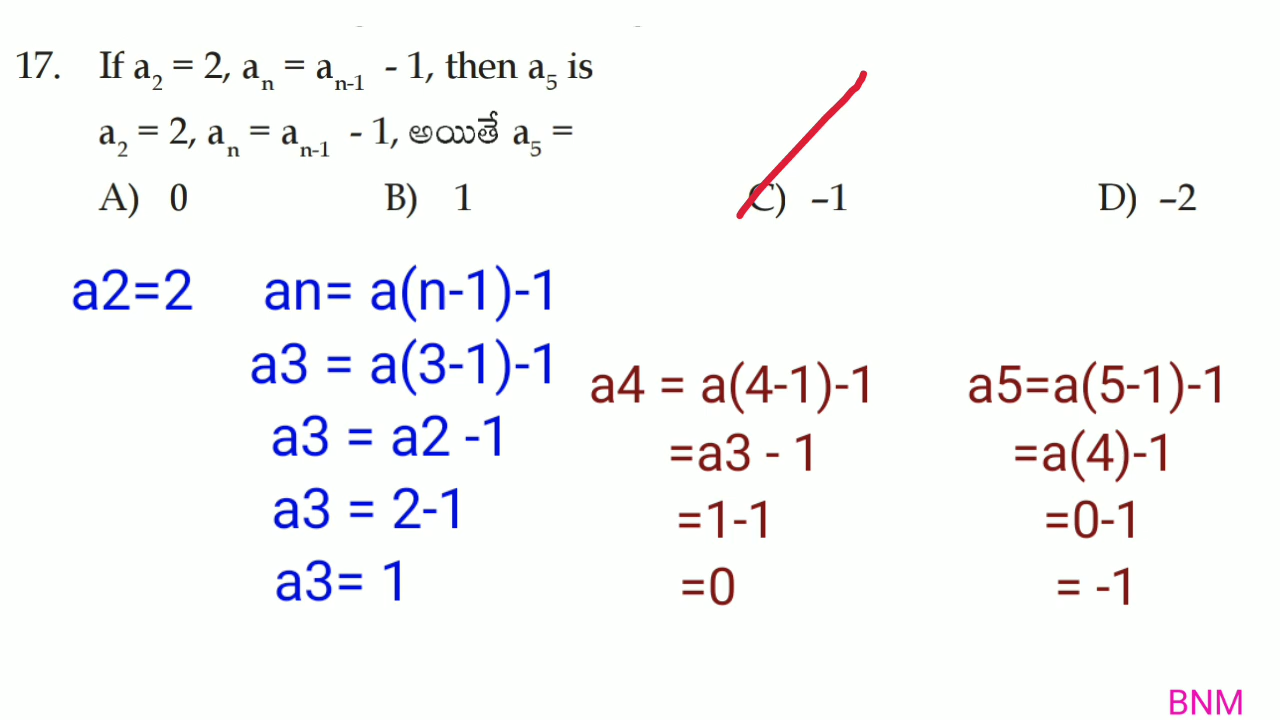 17. If a₂ = 2, aₙ = aₙ₋₁ - 1, then a₅ is
a₂ = 2, aₙ = aₙ₋₁ - 1, అయితే a₅ =
A) 0 B) 1 C) –1 D) –2
a2=2 an= a(n-1)-1
a3 = a(3-1)-1
a3 = a2 -1
a3 = 2-1
a3= 1
a4 = a(4-1)-1
=a3 - 1
=1-1
=0
a5=a(5-1)-1
=a(4)-1
=0-1
= -1
BNM